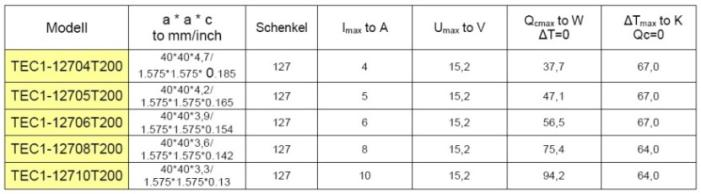 Modell a * a * c to mm/inch Schenkel Imax to A Umax to V Qcmax to W ΔT=0 ΔTmax to K Qc=0
TEC1-12704T200 40*40*4,7/ 1.575*1.575* 0.185 127 4 15,2 37,7 67,0
TEC1-12705T200 40*40*4,2/ 1.575*1.575*0.165 127 5 15,2 47,1 67,0
TEC1-12706T200 40*40*3,9/ 1.575*1.575*0.154 127 6 15,2 56,5 67,0
TEC1-12708T200 40*40*3,6/ 1.575*1.575*0.142 127 8 15,2 75,4 64,0
TEC1-12710T200 40*40*3,3/ 1.575*1.575*0.13 127 10 15,2 94,2 64,0